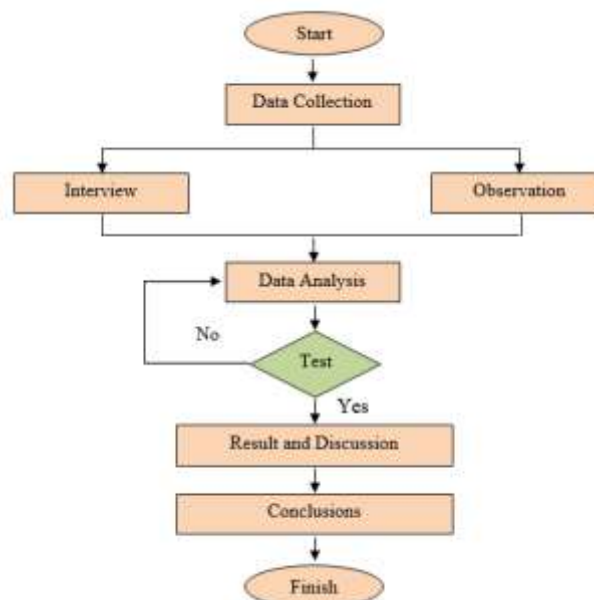 Start
Data Collection
Interview
Observation
Data Analysis
No
Test
Yes
Result and Discussion
Conclusions
Finish